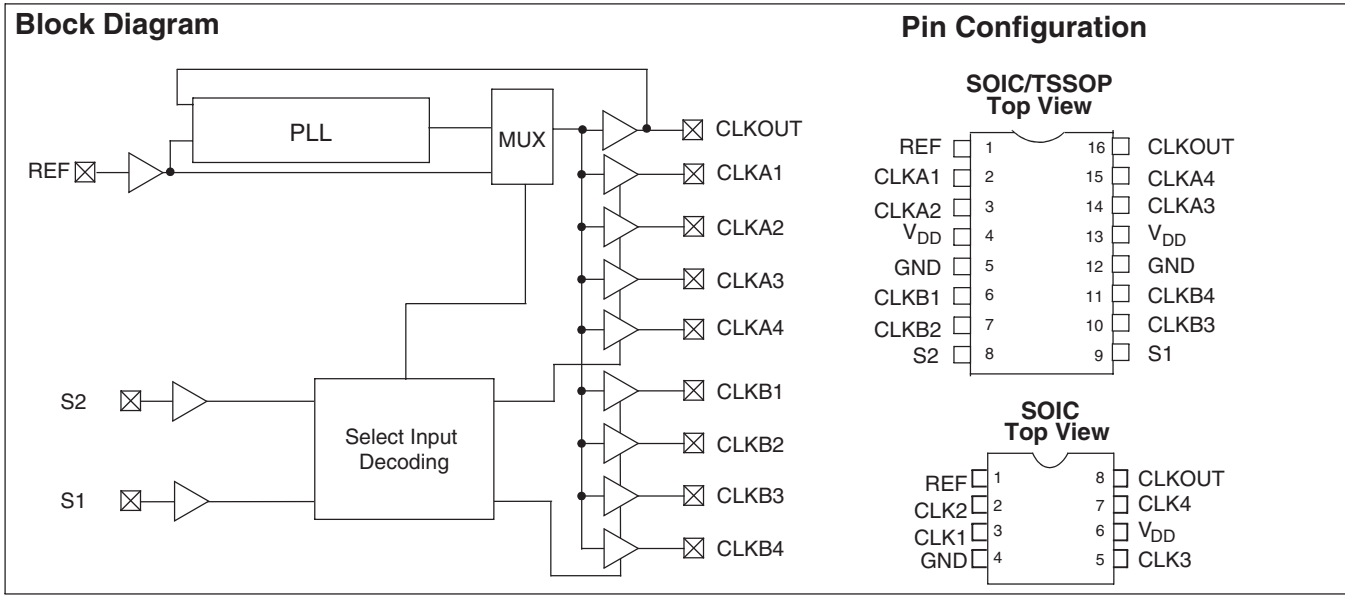 Block Diagram
PLL
MUX
REF
CLKOUT
CLKA1
CLKA2
CLKA3
CLKA4
S2
S1
Select Input
Decoding
CLKB1
CLKB2
CLKB3
CLKB4
Pin Configuration
SOIC/TSSOP
Top View
REF 1 16 CLKOUT
CLKA1 2 15 CLKA4
CLKA2 3 14 CLKA3
VDD 4 13 VDD
GND 5 12 GND
CLKB1 6 11 CLKB4
CLKB2 7 10 CLKB3
S2 8 9 S1
SOIC
Top View
REF 1 8 CLKOUT
CLK2 2 7 CLK4
CLK1 3 6 VDD
GND 4 5 CLK3